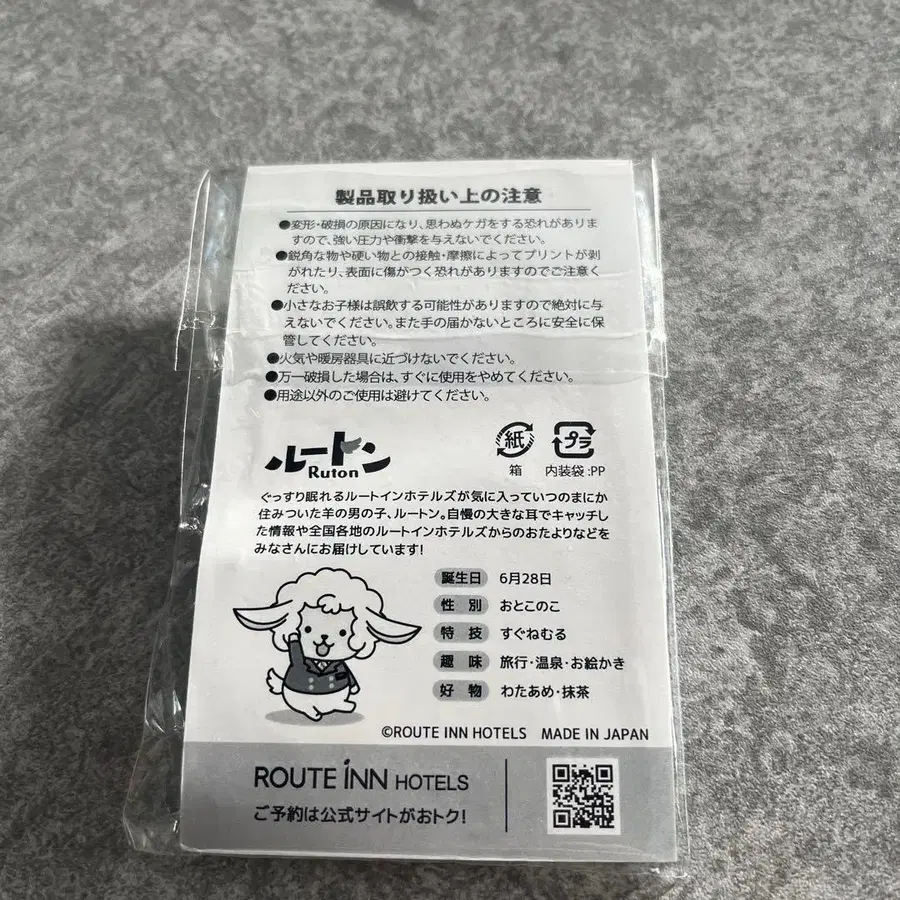 製品取り扱い上の注意
●変形・破損の原因になり、思わぬケガをする恐れがありま
すので、強い圧力や衝撃を与えないでください。
●鋭角な物や硬い物との接触・摩擦によってプリントが剥
がれたり、表面に傷がつく恐れがありますのでご注意く
ださい。
●小さなお子様は誤飲する可能性がありますので絶対に与
えないでください。また手の届かないところに安全に保
管してください。
●火気や暖房器具に近づけないでください。
●万一破損した場合は、すぐに使用をやめてください。
●用途以外のご使用は避けてください。
紙 プラ
箱 内装袋:PP
ルートン
Ruton
ぐっすり眠れるルートインホテルズが気に入っていつのまにか
住みついた羊の男の子、ルートン。自慢の大きな耳でキャッチし
た情報や全国各地のルートインホテルズからのおたよりなどを
みなさんにお届けしています!
誕生日 6月28日
性別 おとこのこ
特技 すぐねむる
趣味 旅行・温泉・お絵かき
好物 わたあめ・抹茶
©ROUTE INN HOTELS MADE IN JAPAN
ROUTE INN HOTELS
ご予約は公式サイトがおトク!